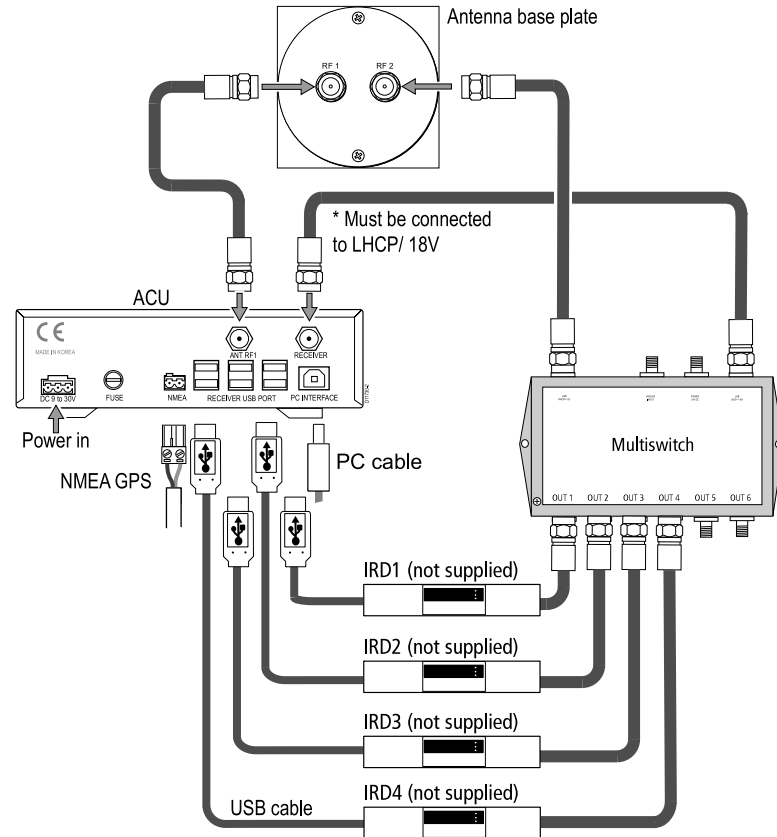 Antenna base plate
RF 1
RF 2
* Must be connected
to LHCP/ 18V
ACU
CE
MADE IN KOREA
ANT RF1
RECEIVER
DC 9 to 30V
FUSE
NMEA
RECEIVER USB PORT
PC INTERFACE
D11730-2
Power in
NMEA GPS
PC cable
Multiswitch
OUT 1
OUT 2
OUT 3
OUT 4
OUT 5
OUT 6
IRD1 (not supplied)
IRD2 (not supplied)
IRD3 (not supplied)
USB cable
IRD4 (not supplied)